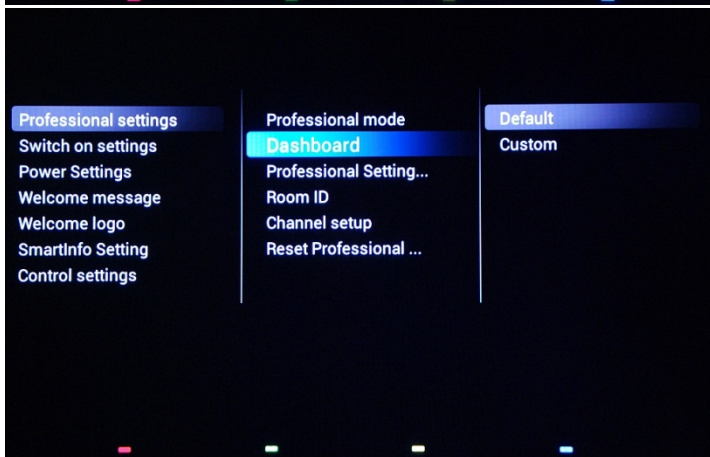 Professional settings
Switch on settings
Power Settings
Welcome message
Welcome logo
SmartInfo Setting
Control settings
Professional mode
Dashboard
Professional Setting...
Room ID
Channel setup
Reset Professional ...
Default
Custom